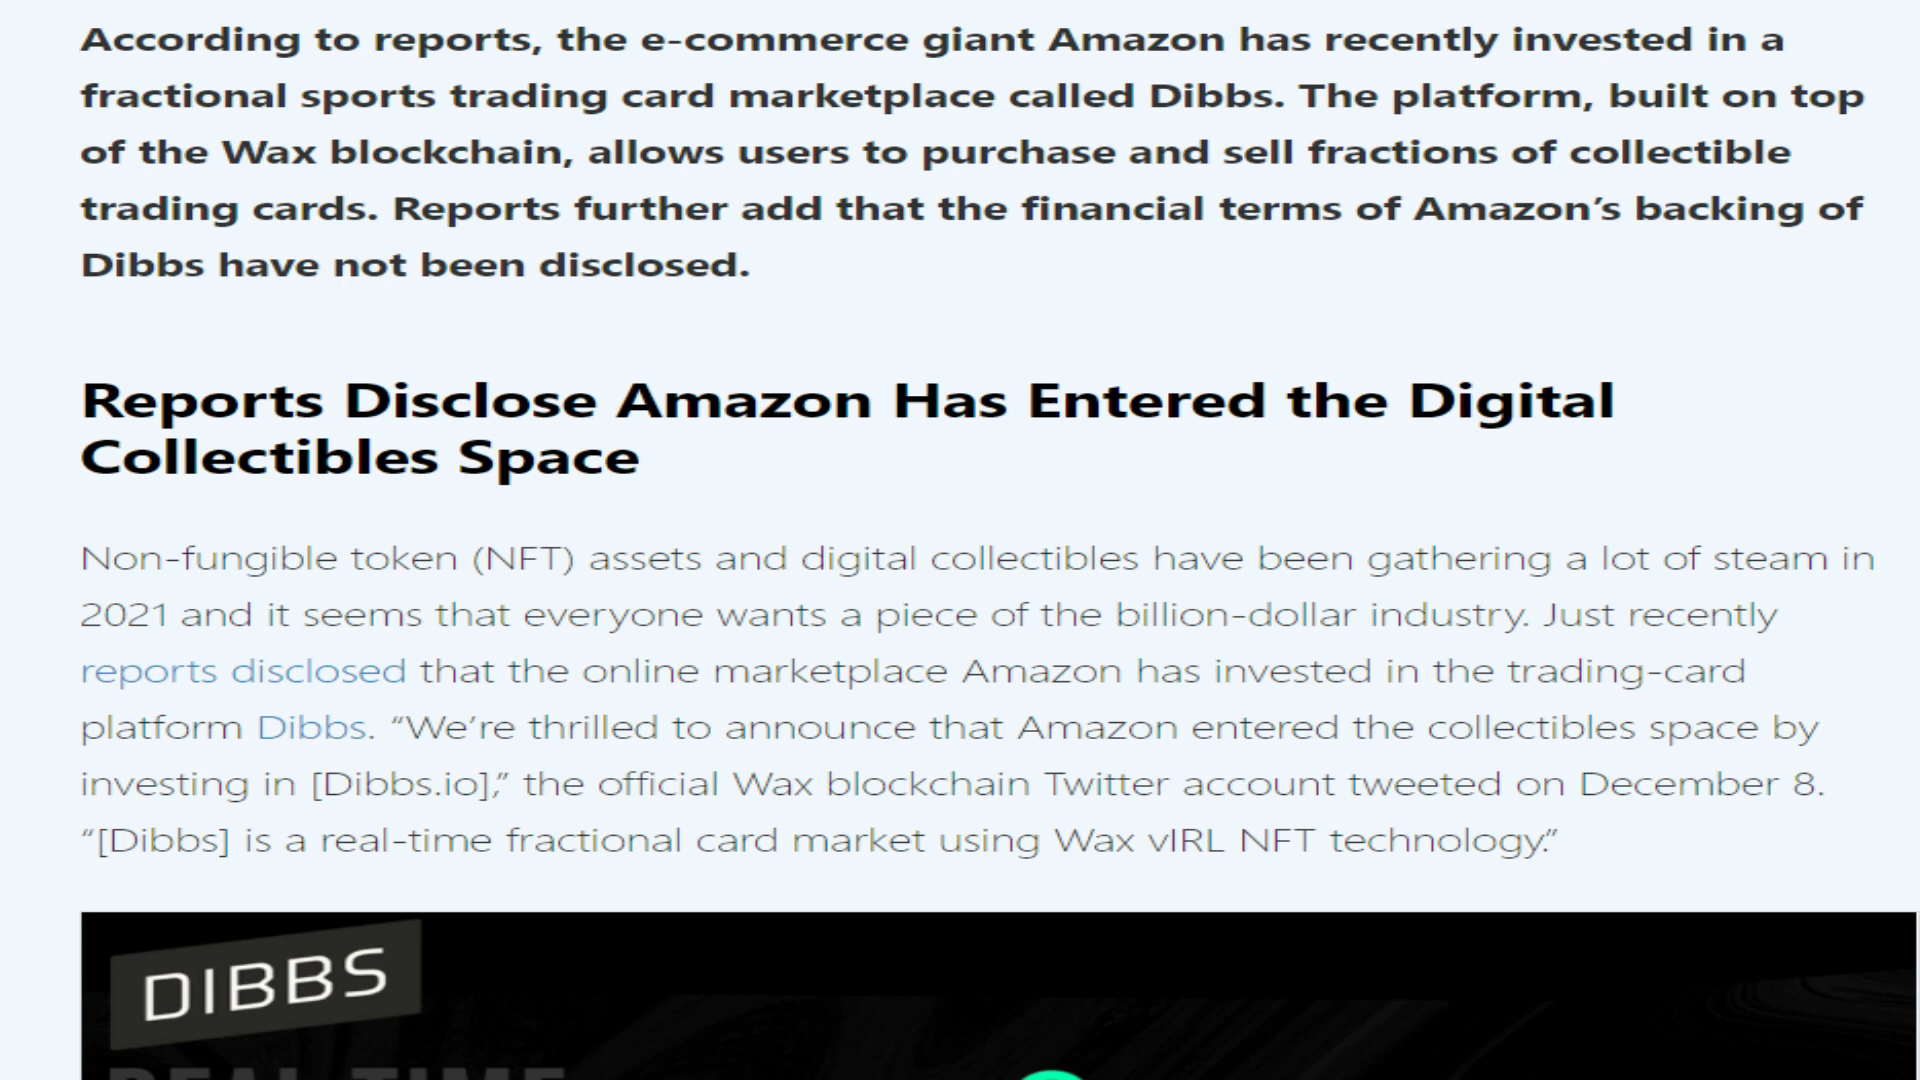 According to reports, the e-commerce giant Amazon has recently invested in a
fractional sports trading card marketplace called Dibbs. The platform, built on top
of the Wax blockchain, allows users to purchase and sell fractions of collectible
trading cards. Reports further add that the financial terms of Amazon’s backing of
Dibbs have not been disclosed.
Reports Disclose Amazon Has Entered the Digital
Collectibles Space
Non-fungible token (NFT) assets and digital collectibles have been gathering a lot of steam in
2021 and it seems that everyone wants a piece of the billion-dollar industry. Just recently
reports disclosed that the online marketplace Amazon has invested in the trading-card
platform Dibbs. “We’re thrilled to announce that Amazon entered the collectibles space by
investing in [Dibbs.io],” the official Wax blockchain Twitter account tweeted on December 8.
“[Dibbs] is a real-time fractional card market using Wax vIRL NFT technology.”
DIBBS
REAL-TIME